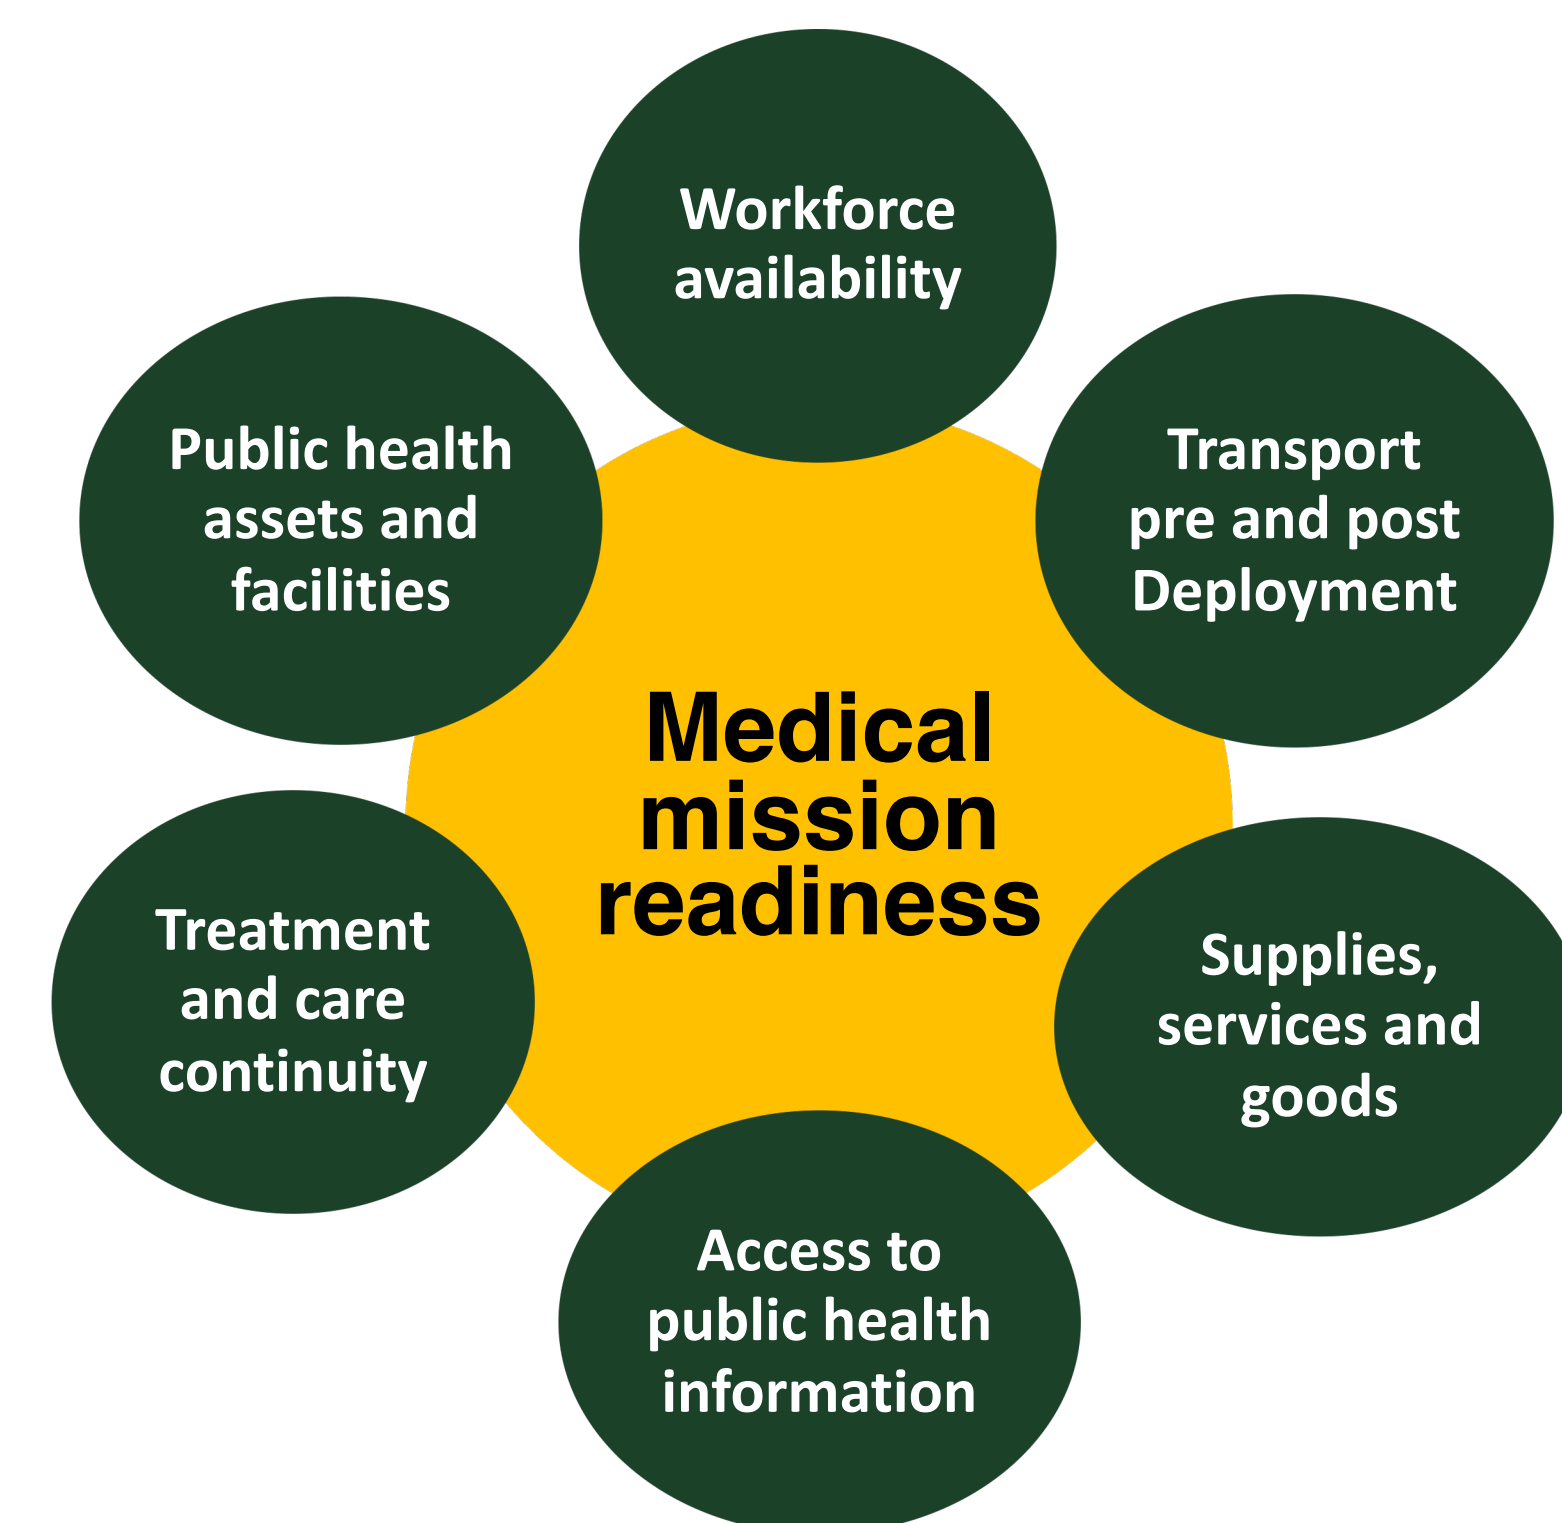 Workforce
availability
Transport
pre and post
Deployment
Supplies,
services and
goods
Access to
public health
information
Treatment
and care
continuity
Public health
assets and
facilities
Medical
mission
readiness